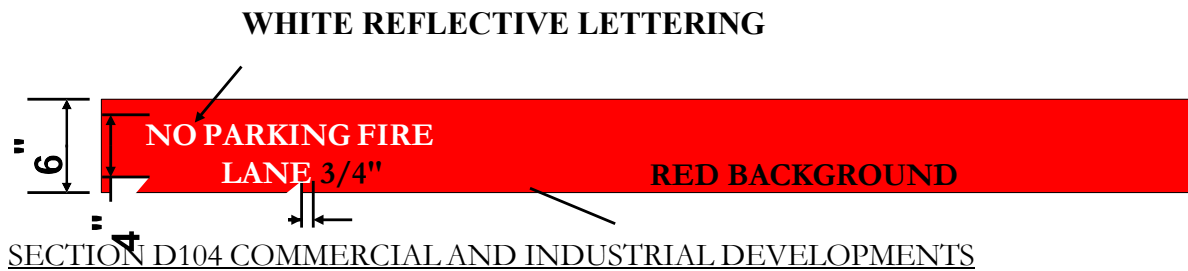 WHITE REFLECTIVE LETTERING
6"
NO PARKING FIRE
LANE 3/4"
RED BACKGROUND
4"
SECTION D104 COMMERCIAL AND INDUSTRIAL DEVELOPMENTS